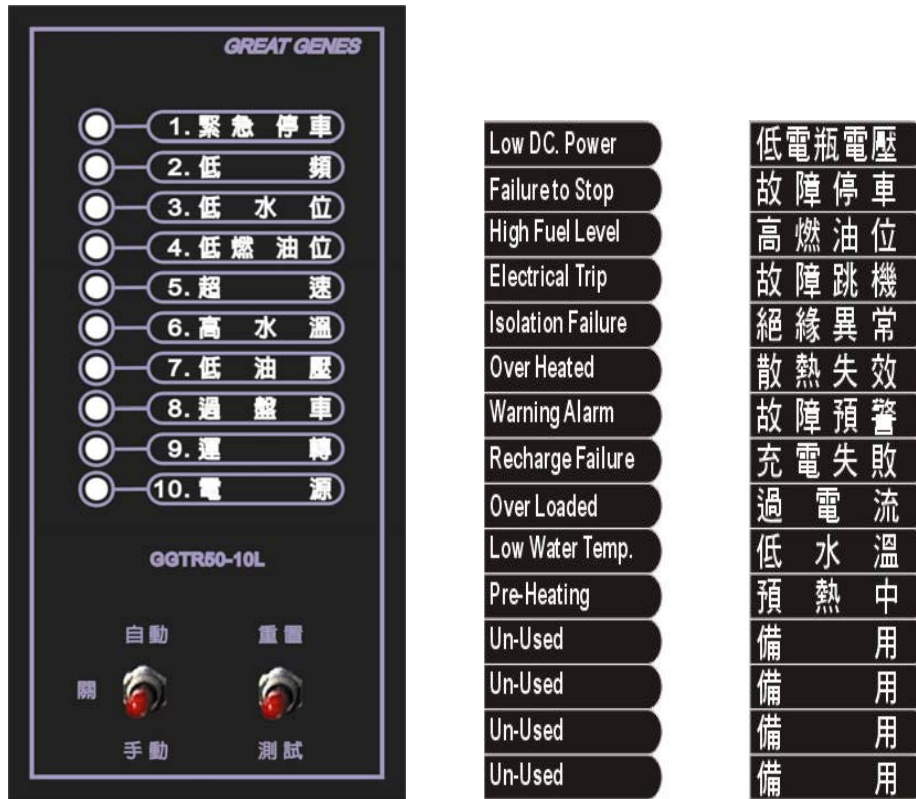 GREAT GENES
1. 緊急停車
2. 低頻
3. 低水位
4. 低燃油位
5. 超速
6. 高水溫
7. 低油壓
8. 過盤車
9. 運轉
10. 電源
GGTR50-10L
自動 重置
關
手動 測試
Low DC. Power
Failure to Stop
High Fuel Level
Electrical Trip
Isolation Failure
Over Heated
Warning Alarm
Recharge Failure
Over Loaded
Low Water Temp.
Pre-Heating
Un-Used
Un-Used
Un-Used
Un-Used
低電瓶電壓
故障停車
高燃油位
故障跳機
絕緣異常
散熱失效
故障預警
充電失敗
過電流
低水溫
預熱中
備用
備用
備用
備用